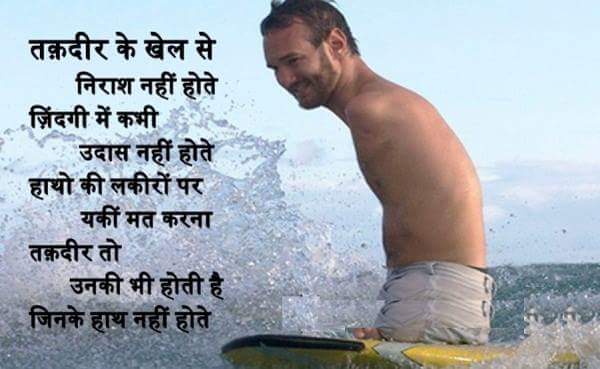 तक़दीर के खेल से
निराश नहीं होते
ज़िंदगी में कभी
उदास नहीं होते
हाथो की लकीरों पर
यकीं मत करना
तक़दीर तो
उनकी भी होती है
जिनके हाथ नहीं होते